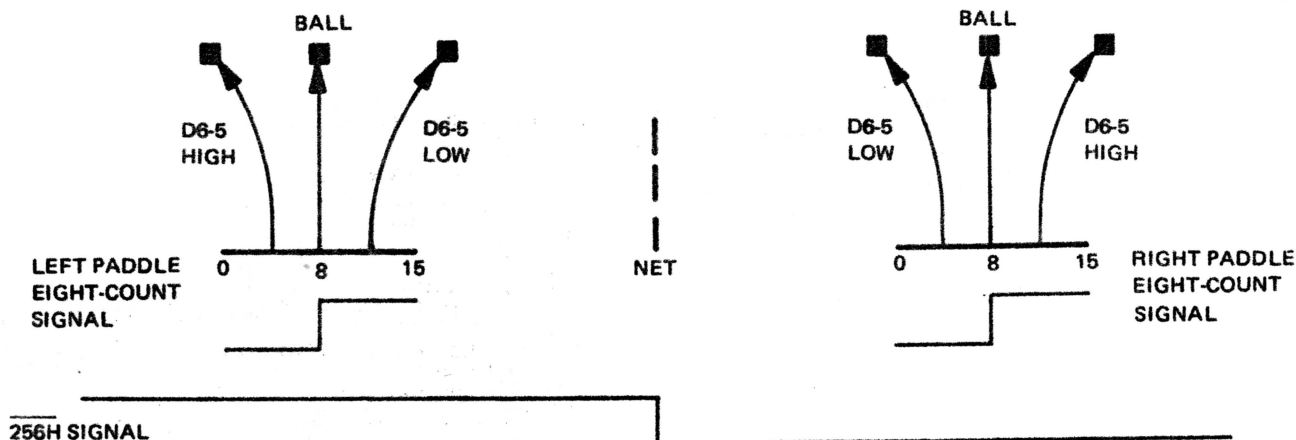 BALL
BALL
D6-5
HIGH
D6-5
LOW
D6-5
LOW
D6-5
HIGH
LEFT PADDLE
EIGHT-COUNT
SIGNAL
0 8 15
NET
0 8 15
RIGHT PADDLE
EIGHT-COUNT
SIGNAL
256H SIGNAL